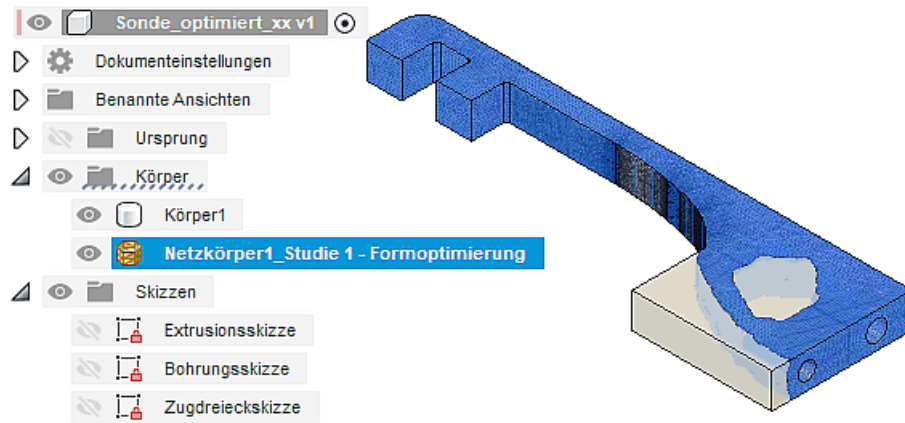 Sonde_optimiert_xx v1
Dokumenteinstellungen
Benannte Ansichten
Ursprung
Körper
Körper1
Netzkörper1_Studie 1 - Formoptimierung
Skizzen
Extrusionsskizze
Bohrungsskizze
Zugdreieckskizze